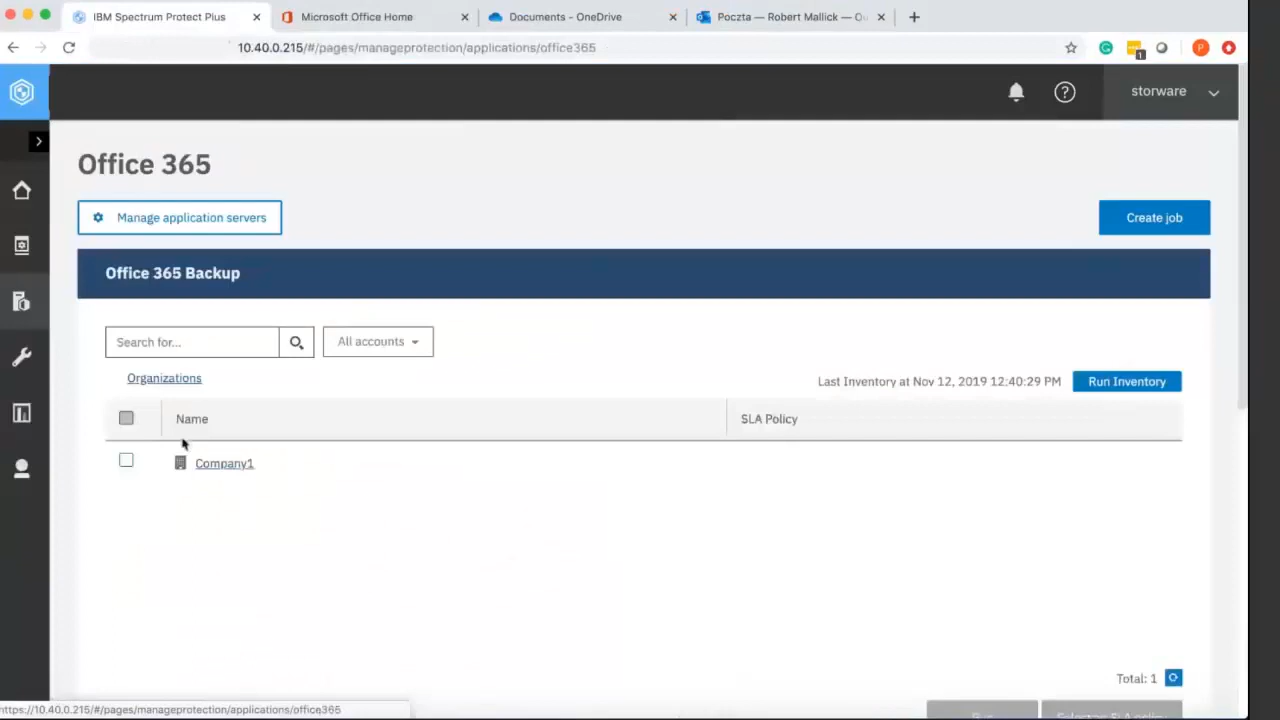 IBM Spectrum Protect Plus
Microsoft Office Home
Documents - OneDrive
Poczta — Robert Mallick — Ou
10.40.0.215/#/pages/manageprotection/applications/office365
1
P
storware
Office 365
Manage application servers
Create job
Office 365 Backup
Search for...
All accounts
Organizations
Last Inventory at Nov 12, 2019 12:40:29 PM
Run Inventory
Name
SLA Policy
Company1
Total: 1
https://10.40.0.215/#/pages/manageprotection/applications/office365